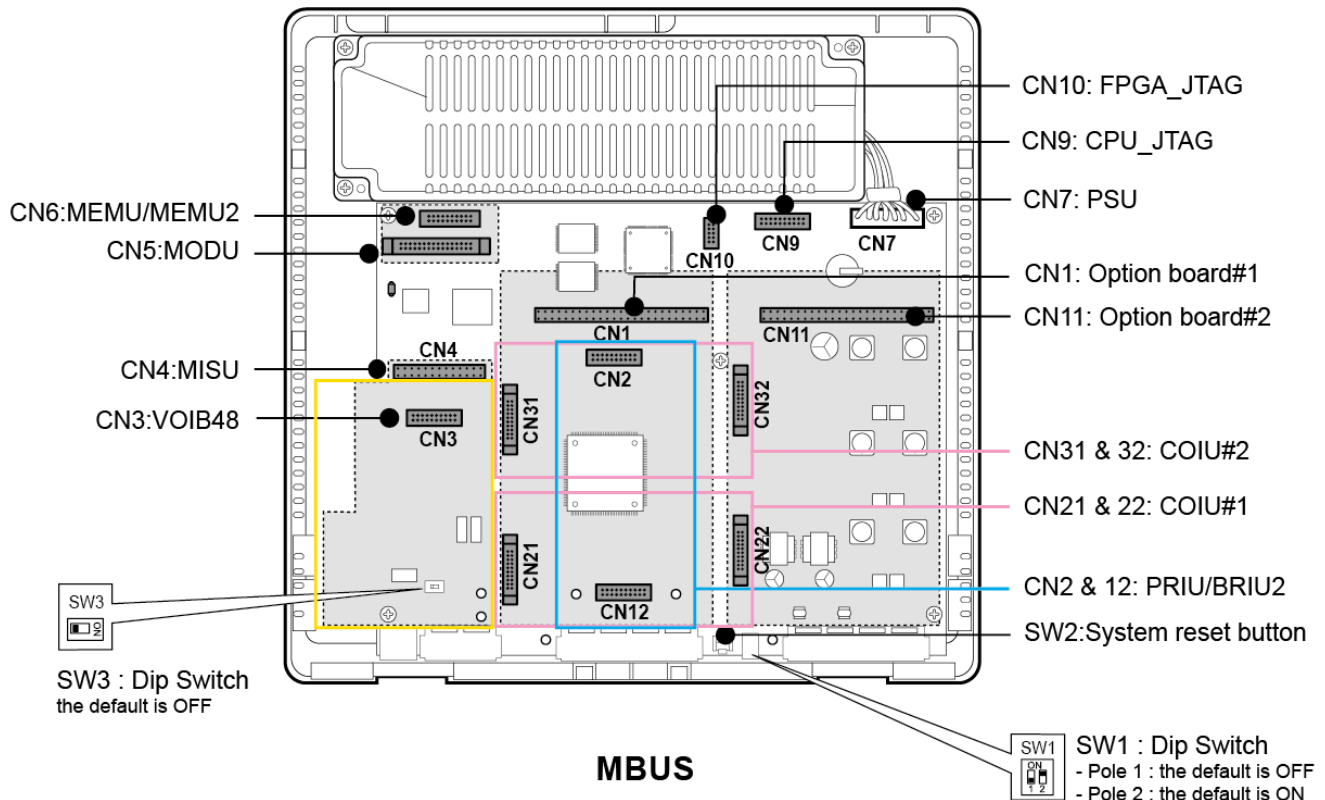 CN10: FPGA_JTAG
CN9: CPU_JTAG
CN7: PSU
CN1: Option board#1
CN11: Option board#2
CN31 & 32: COIU#2
CN21 & 22: COIU#1
CN2 & 12: PRIU/BRIU2
SW2:System reset button
CN6:MEMU/MEMU2
CN5:MODU
CN4:MISU
CN3:VOIB48
CN10
CN9
CN7
CN1
CN11
CN4
CN2
CN31
CN32
CN3
CN21
CN22
CN12
SW3
ON
SW3 : Dip Switch
the default is OFF
MBUS
SW1
ON
1 2
SW1 : Dip Switch
- Pole 1 : the default is OFF
- Pole 2 : the default is ON